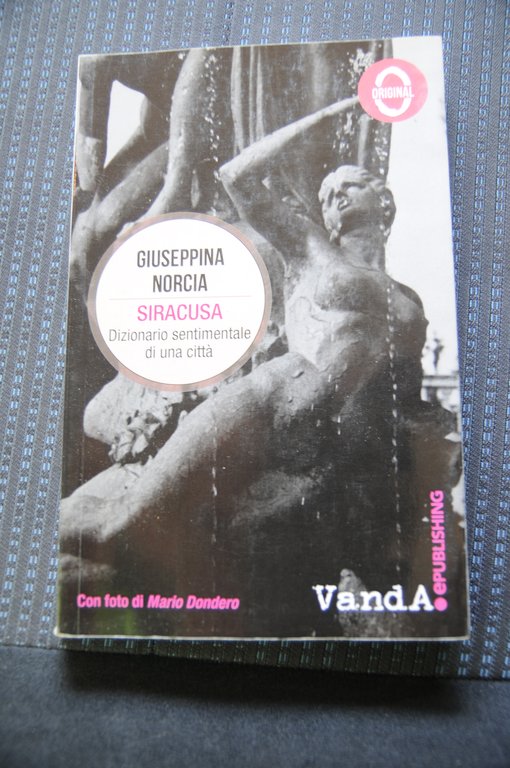 ORIGINAL
GIUSEPPINA
NORCIA
SIRACUSA
Dizionario sentimentale
di una città
Con foto di Mario Dondero
VandA.
ePUBLISHING